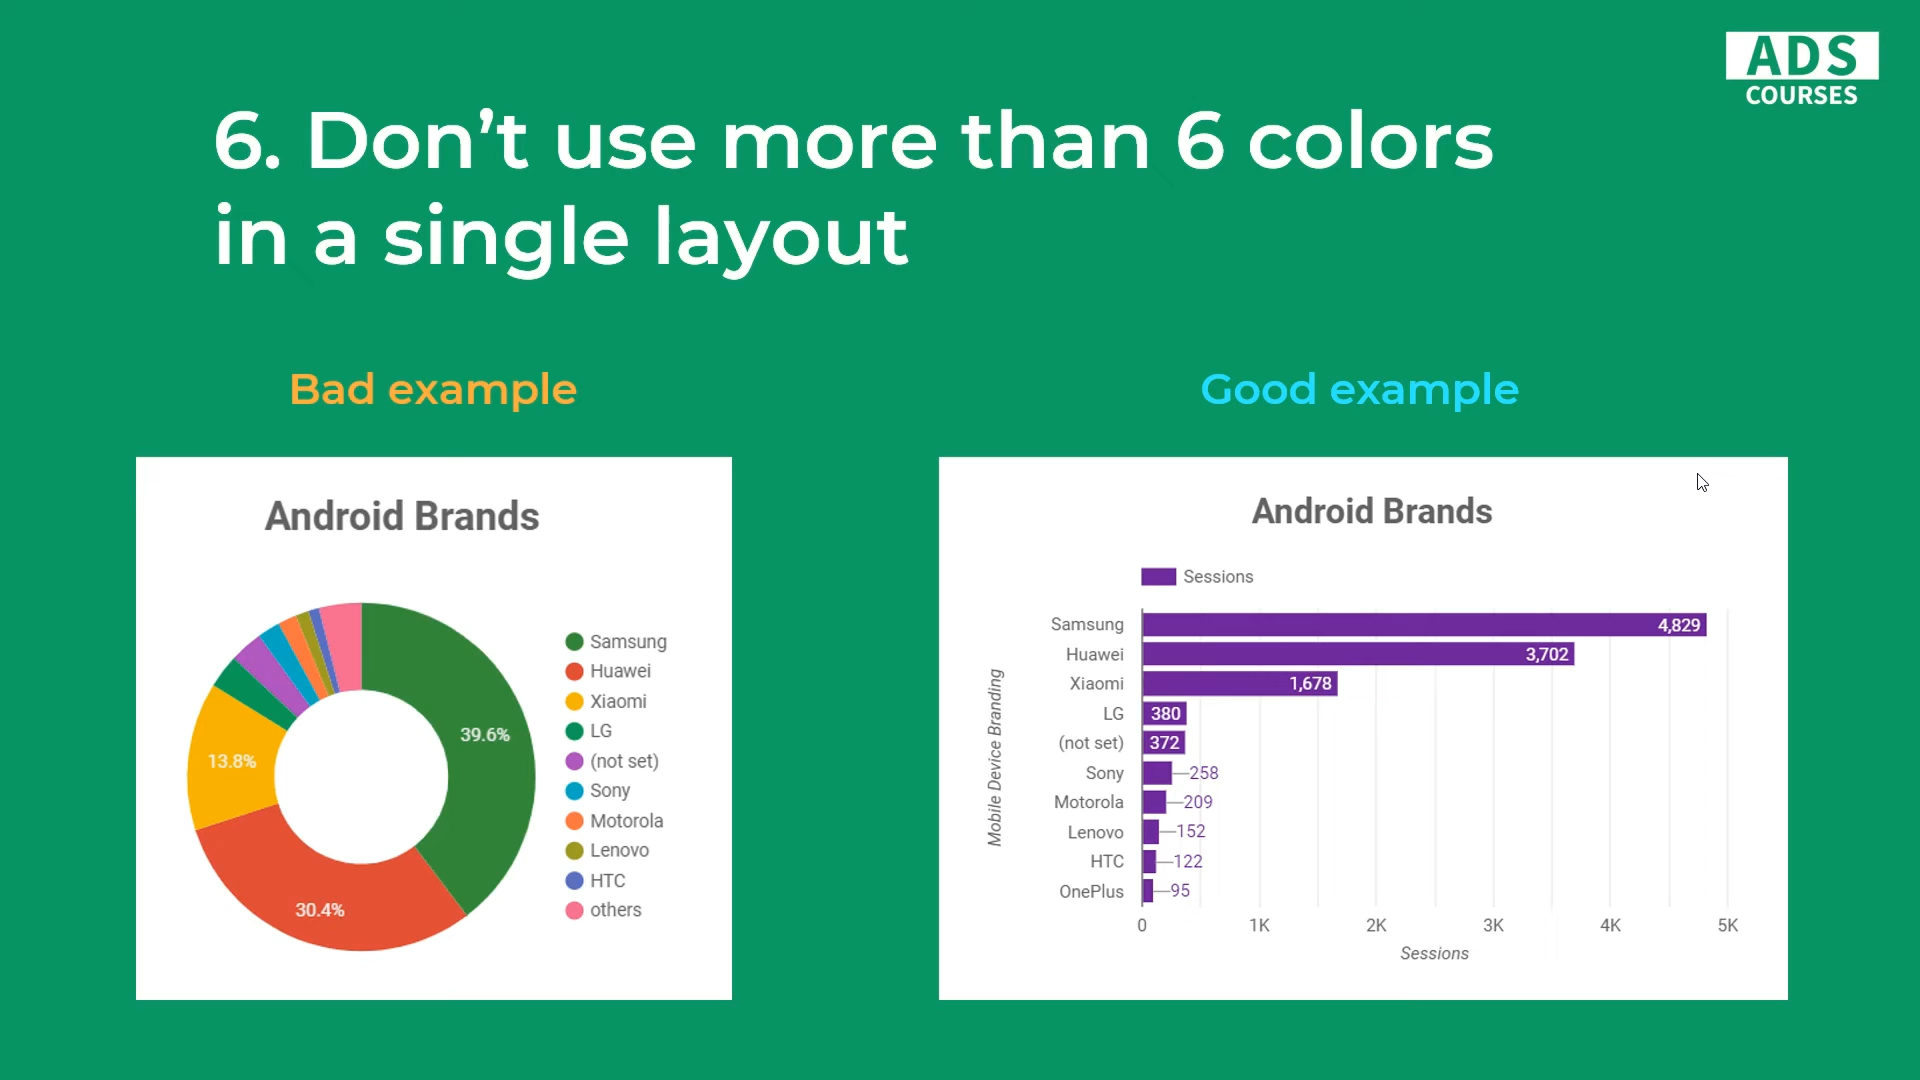 ADS
COURSES
6. Don’t use more than 6 colors
in a single layout
Bad example
Good example
Android Brands
39.6%
13.8%
30.4%
Samsung
Huawei
Xiaomi
LG
(not set)
Sony
Motorola
Lenovo
HTC
others
Android Brands
Sessions
Mobile Device Branding
Samsung 4,829
Huawei 3,702
Xiaomi 1,678
LG 380
(not set) 372
Sony 258
Motorola 209
Lenovo 152
HTC 122
OnePlus 95
0 1K 2K 3K 4K 5K
Sessions